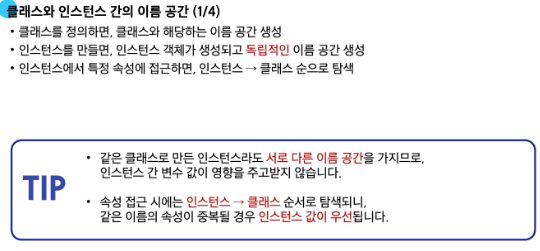 클래스와 인스턴스 간의 이름 공간 (1/4)
• 클래스를 정의하면, 클래스와 해당하는 이름 공간 생성
• 인스턴스를 만들면, 인스턴스 객체가 생성되고 독립적인 이름 공간 생성
• 인스턴스에서 특정 속성에 접근하면, 인스턴스 → 클래스 순으로 탐색
TIP
• 같은 클래스로 만든 인스턴스라도 서로 다른 이름 공간을 가지므로,
인스턴스 간 변수 값이 영향을 주고받지 않습니다.
• 속성 접근 시에는 인스턴스 → 클래스 순서로 탐색되니,
같은 이름의 속성이 중복될 경우 인스턴스 값이 우선됩니다.